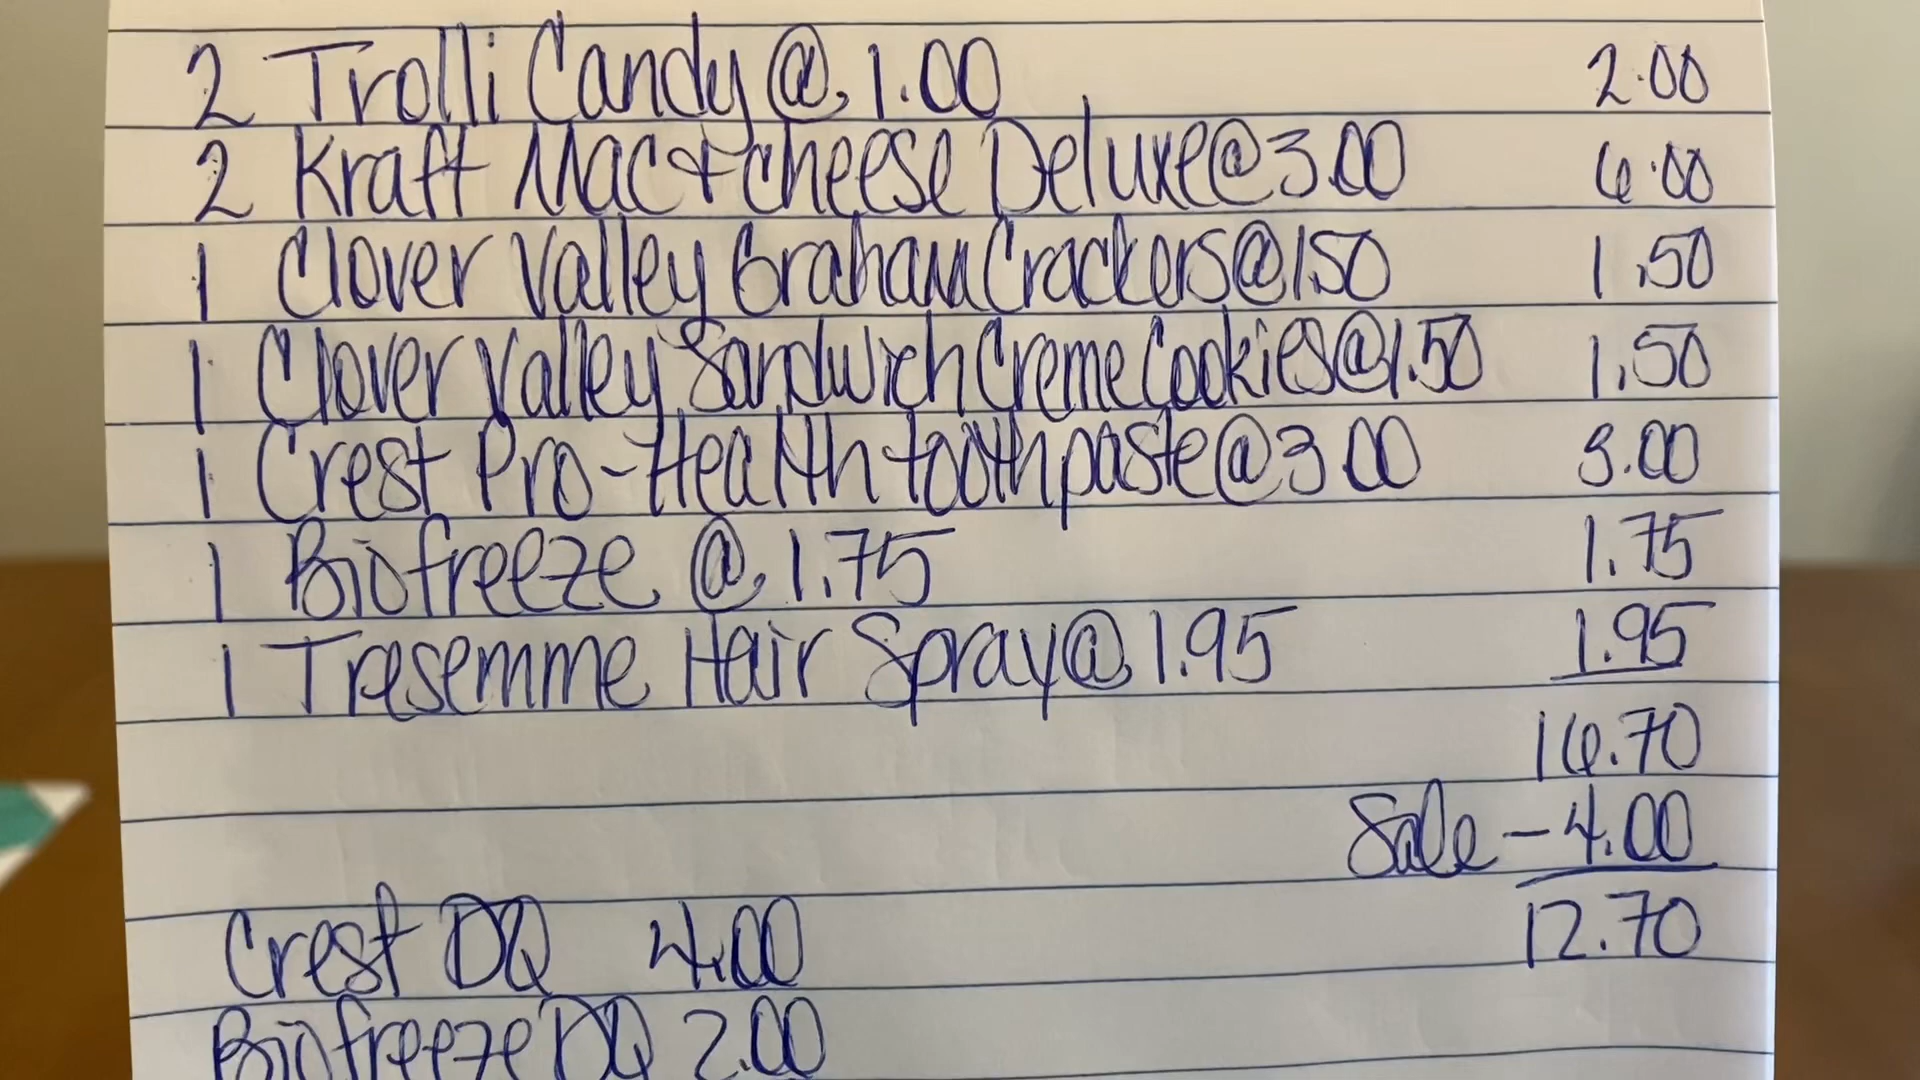 2 Trolli Candy @ 1.00 2.00
2 Kraft Mac + cheese Deluxe @ 3.00 6.00
1 Clover Valley Graham Crackers @ 1.50 1.50
1 Clover Valley Sandwich Creme Cookies @ 1.50 1.50
1 Crest Pro-Health toothpaste @ 3.00 3.00
1 Biofreeze @ 1.75 1.75
1 Tresemme Hair Spray @ 1.95 1.95
16.70
Sale - 4.00
12.70
Crest DQ 4.00
Biofreeze DQ 2.00